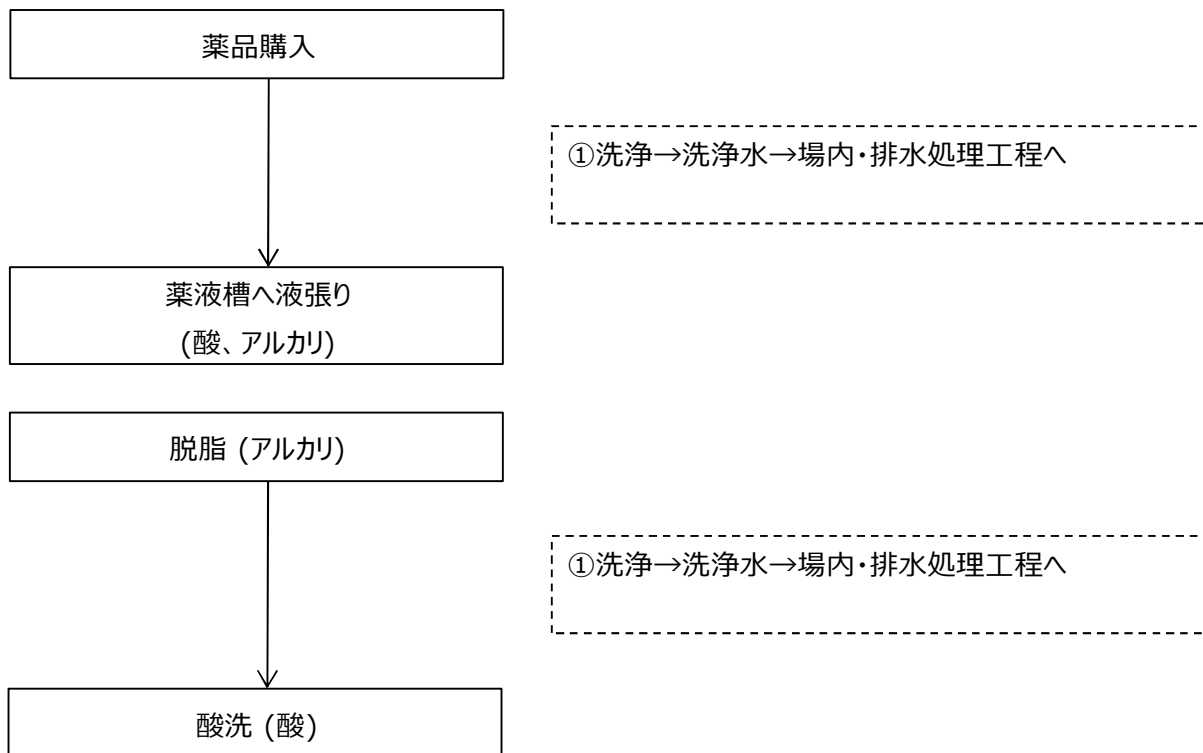 薬品購入
①洗浄→洗浄水→場内・排水処理工程へ
薬液槽へ液張り
(酸、アルカリ)
脱脂 (アルカリ)
①洗浄→洗浄水→場内・排水処理工程へ
酸洗 (酸)